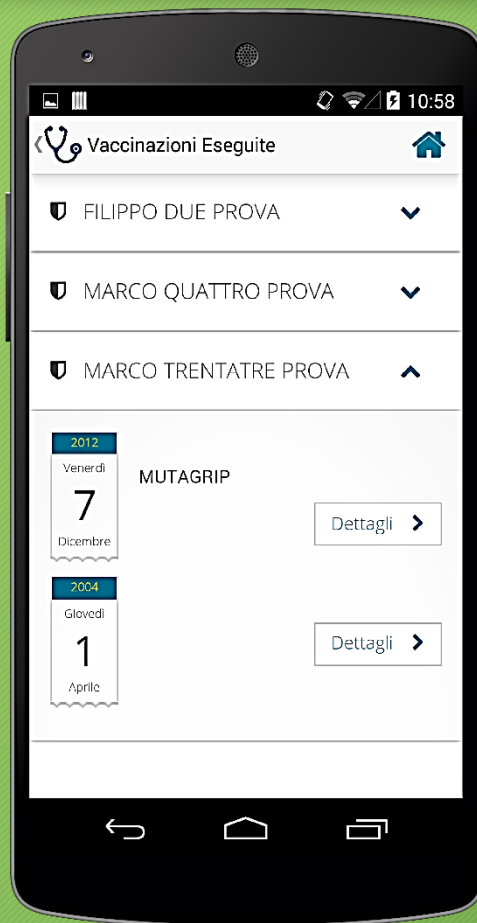 10:58
Vaccinazioni Eseguite
FILIPPO DUE PROVA
MARCO QUATTRO PROVA
MARCO TRENTATRE PROVA
2012
Venerdì
7
Dicembre
MUTAGRIP
Dettagli
2004
Giovedì
1
Aprile
Dettagli